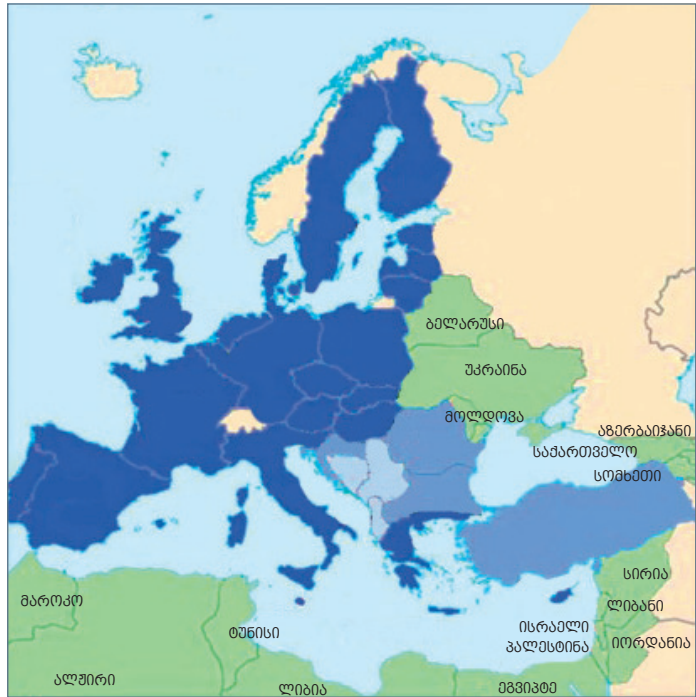 ბელარუსი
უკრაინა
მოლდოვა
აზერბაიჯანი
საქართველო
სომხეთი
სირია
მაროკო
ლიბანი
ტუნისი
ისრაელი
პალესტინა
იორდანია
ალჟირი
ლიბია
ეგვიპტე